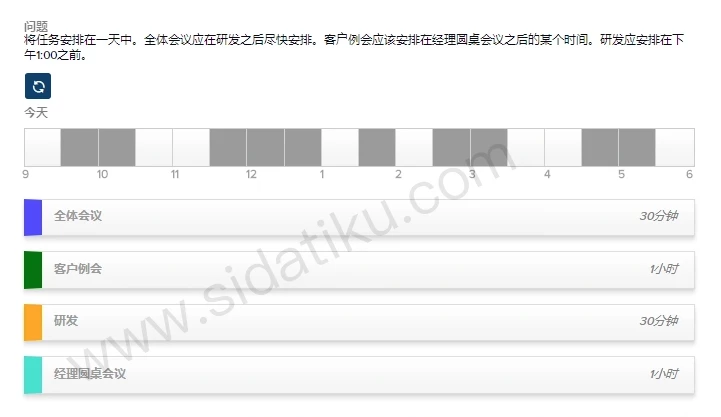 问题
将任务安排在一天中。全体会议应在研发之后尽快安排。客户例会应该安排在经理圆桌会议之后的某个时间。研发应安排在下
午1:00之前。
今天
9 10 11 12 1 2 3 4 5 6
全体会议 30分钟
客户例会 1小时
研发 30分钟
经理圆桌会议 1小时
www.sidatiku.com